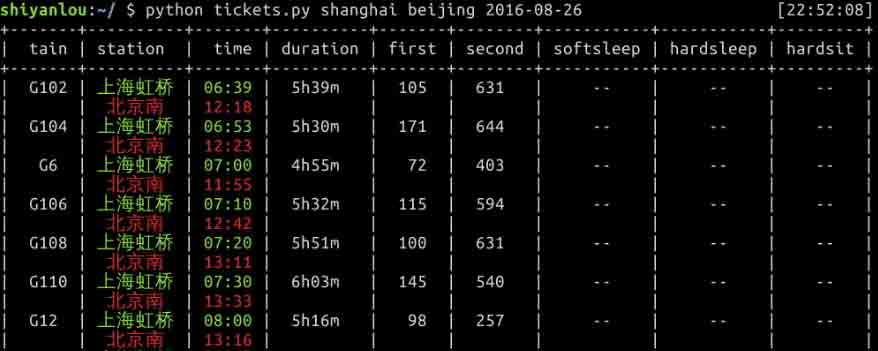 shiyanlou:~/ $ python tickets.py shanghai beijing 2016-08-26 [22:52:08]
| tain | station | time | duration | first | second | softsleep | hardsleep | hardsit |
| G102 | 上海虹桥 | 06:39 | 5h39m | 105 | 631 | -- | -- | -- |
| | 北京南 | 12:18 | | | | | | |
| G104 | 上海虹桥 | 06:53 | 5h30m | 171 | 644 | -- | -- | -- |
| | 北京南 | 12:23 | | | | | | |
| G6 | 上海虹桥 | 07:00 | 4h55m | 72 | 403 | -- | -- | -- |
| | 北京南 | 11:55 | | | | | | |
| G106 | 上海虹桥 | 07:10 | 5h32m | 115 | 594 | -- | -- | -- |
| | 北京南 | 12:42 | | | | | | |
| G108 | 上海虹桥 | 07:20 | 5h51m | 100 | 631 | -- | -- | -- |
| | 北京南 | 13:11 | | | | | | |
| G110 | 上海虹桥 | 07:30 | 6h03m | 145 | 540 | -- | -- | -- |
| | 北京南 | 13:33 | | | | | | |
| G12 | 上海虹桥 | 08:00 | 5h16m | 98 | 257 | -- | -- | -- |
| | 北京南 | 13:16 | | | | | | |